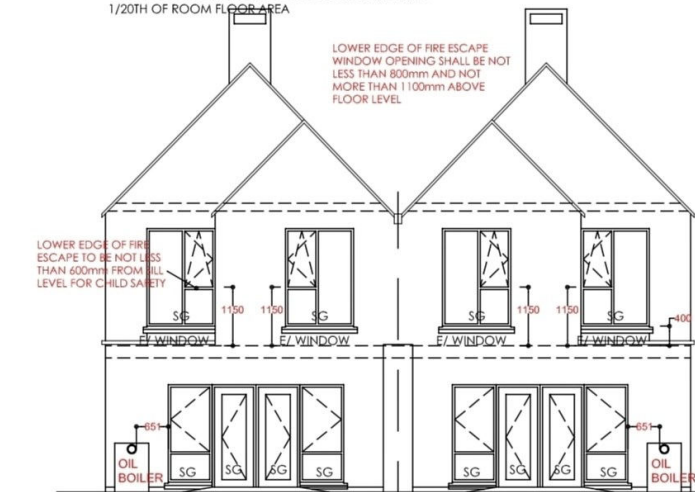 1/20TH OF ROOM FLOOR AREA
LOWER EDGE OF FIRE ESCAPE
WINDOW OPENING SHALL BE NOT
LESS THAN 800mm AND NOT
MORE THAN 1100mm ABOVE
FLOOR LEVEL
LOWER EDGE OF FIRE
ESCAPE TO BE NOT LESS
THAN 600mm FROM SILL
LEVEL FOR CHILD SAFETY
1150 1150 1150 1150
SG SG SG SG
400
E/ WINDOW E/ WINDOW E/ WINDOW E/ WINDOW
651 651
SG SG SG SG SG SG SG SG
OIL
BOILER
OIL
BOILER